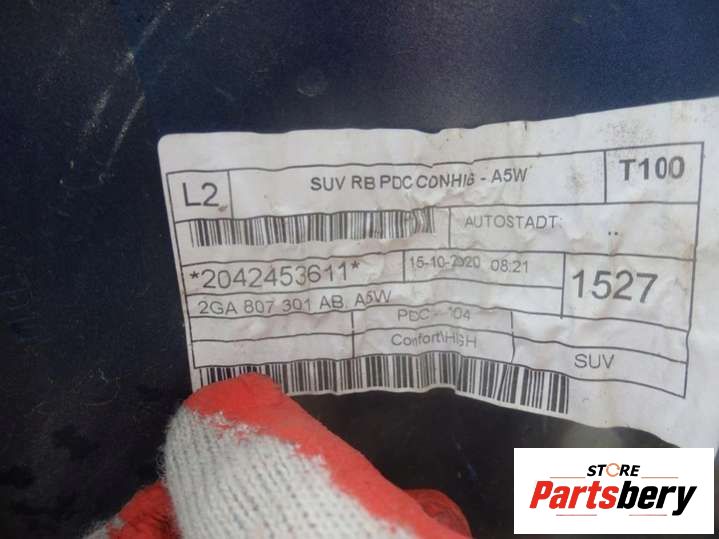 L2 SUV RB PDC CONHIG - A5W T100
AUTOSTADT: ..
*2042453611* 15-10-2020 08:21 1527
2GA 807 301 AB, A5W
PDC - 104
Confort\HIGH SUV
STORE
Partsbery